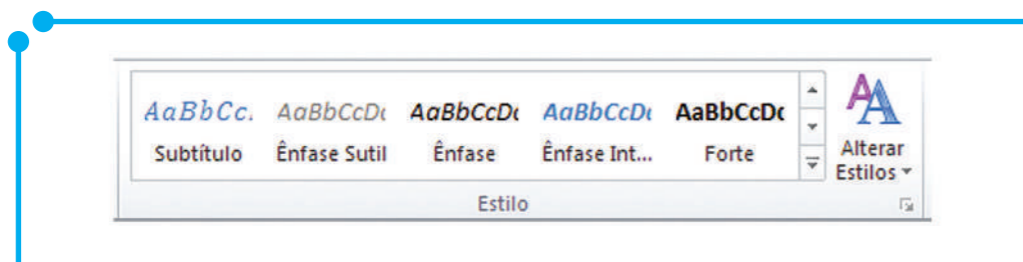 AaBbCc. AaBbCcDc AaBbCcDc AaBbCcDc AaBbCcDc
Subtítulo Ênfase Sutil Ênfase Ênfase Int... Forte
Alterar
Estilos
Estilo